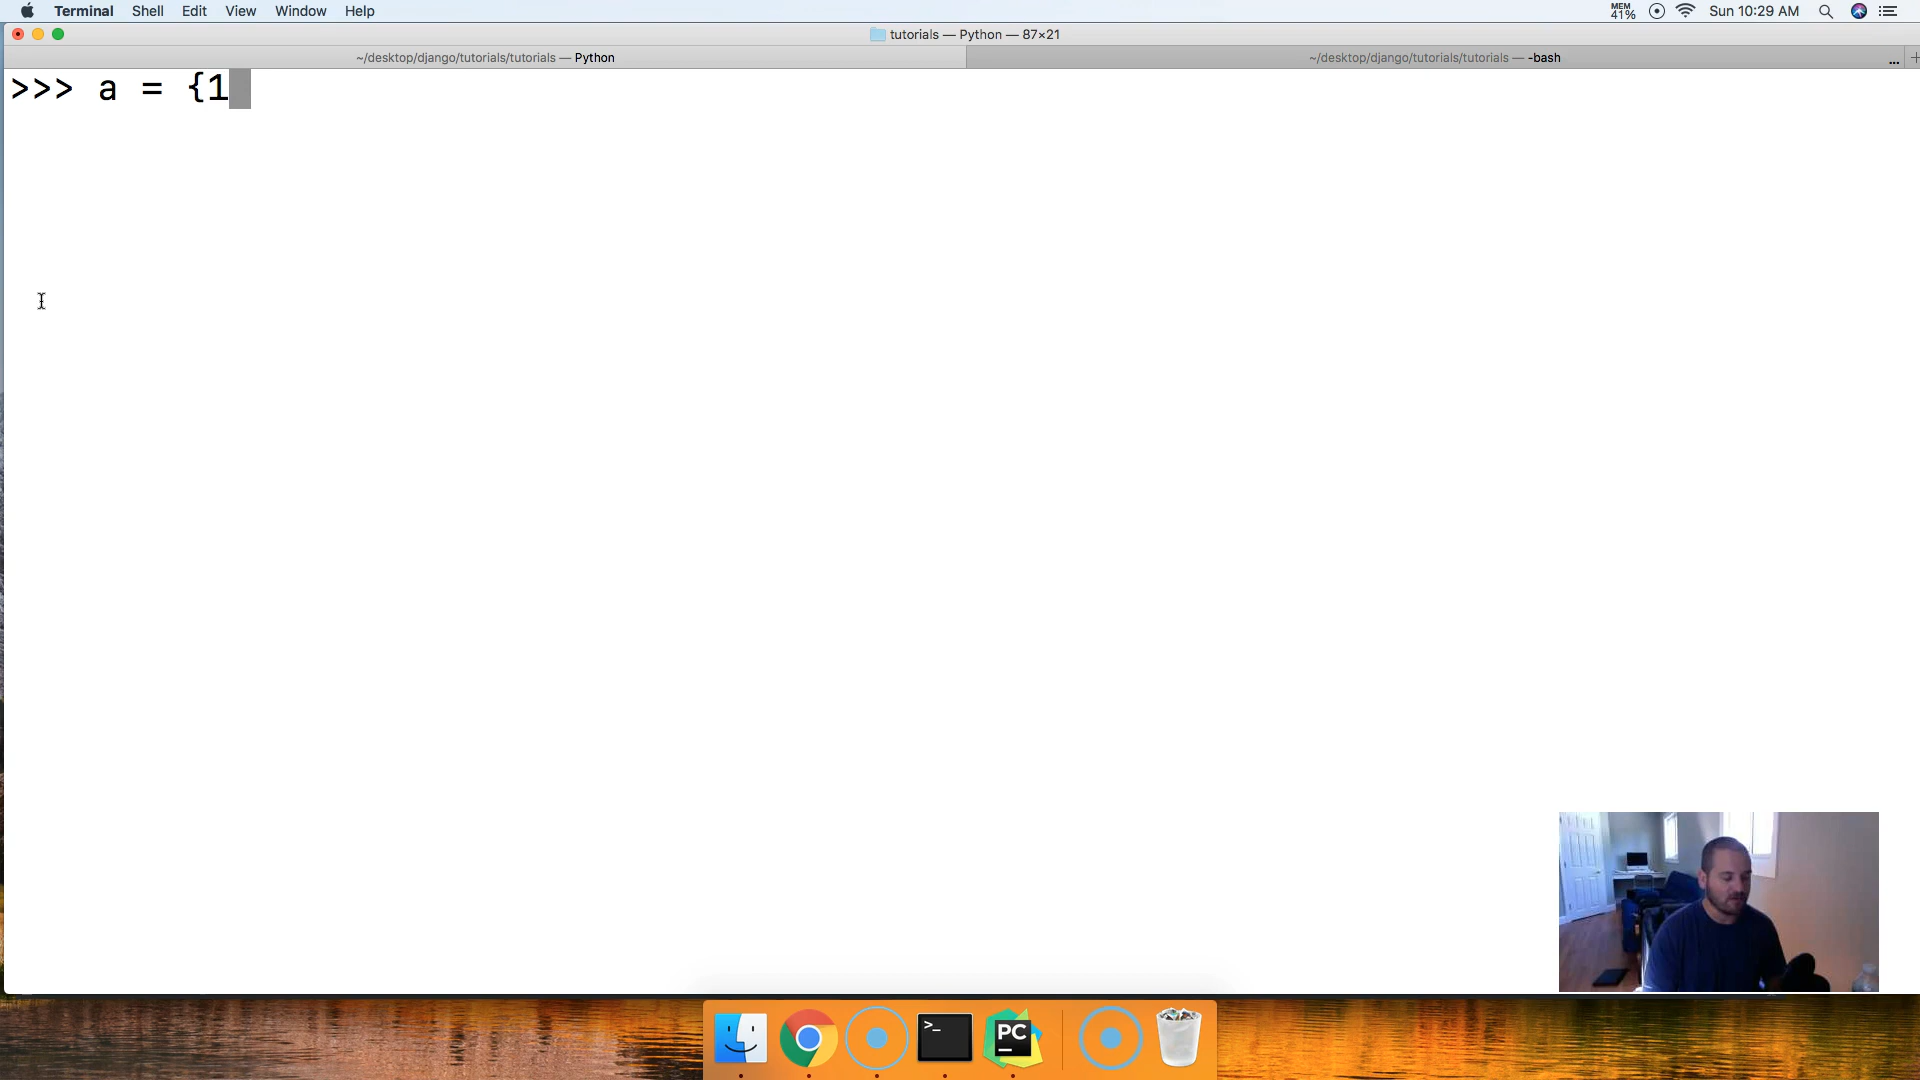 Terminal Shell Edit View Window Help MEM 41% Sun 10:29 AM
tutorials — Python — 87×21
~/desktop/django/tutorials/tutorials — Python ~/desktop/django/tutorials/tutorials — -bash ... +
>>> a = {1
>_ PC